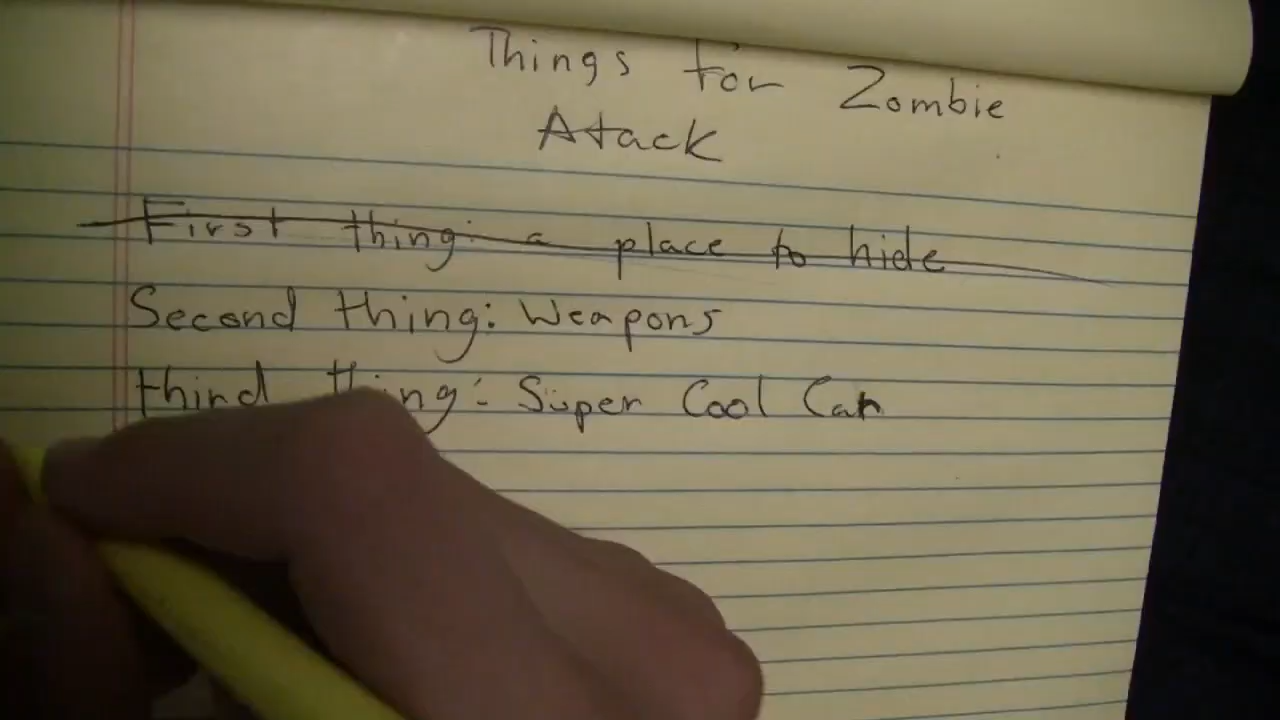 Things for Zombie
Atack
First thing: a place to hide
Second thing: Weapons
third thing: Super Cool Car